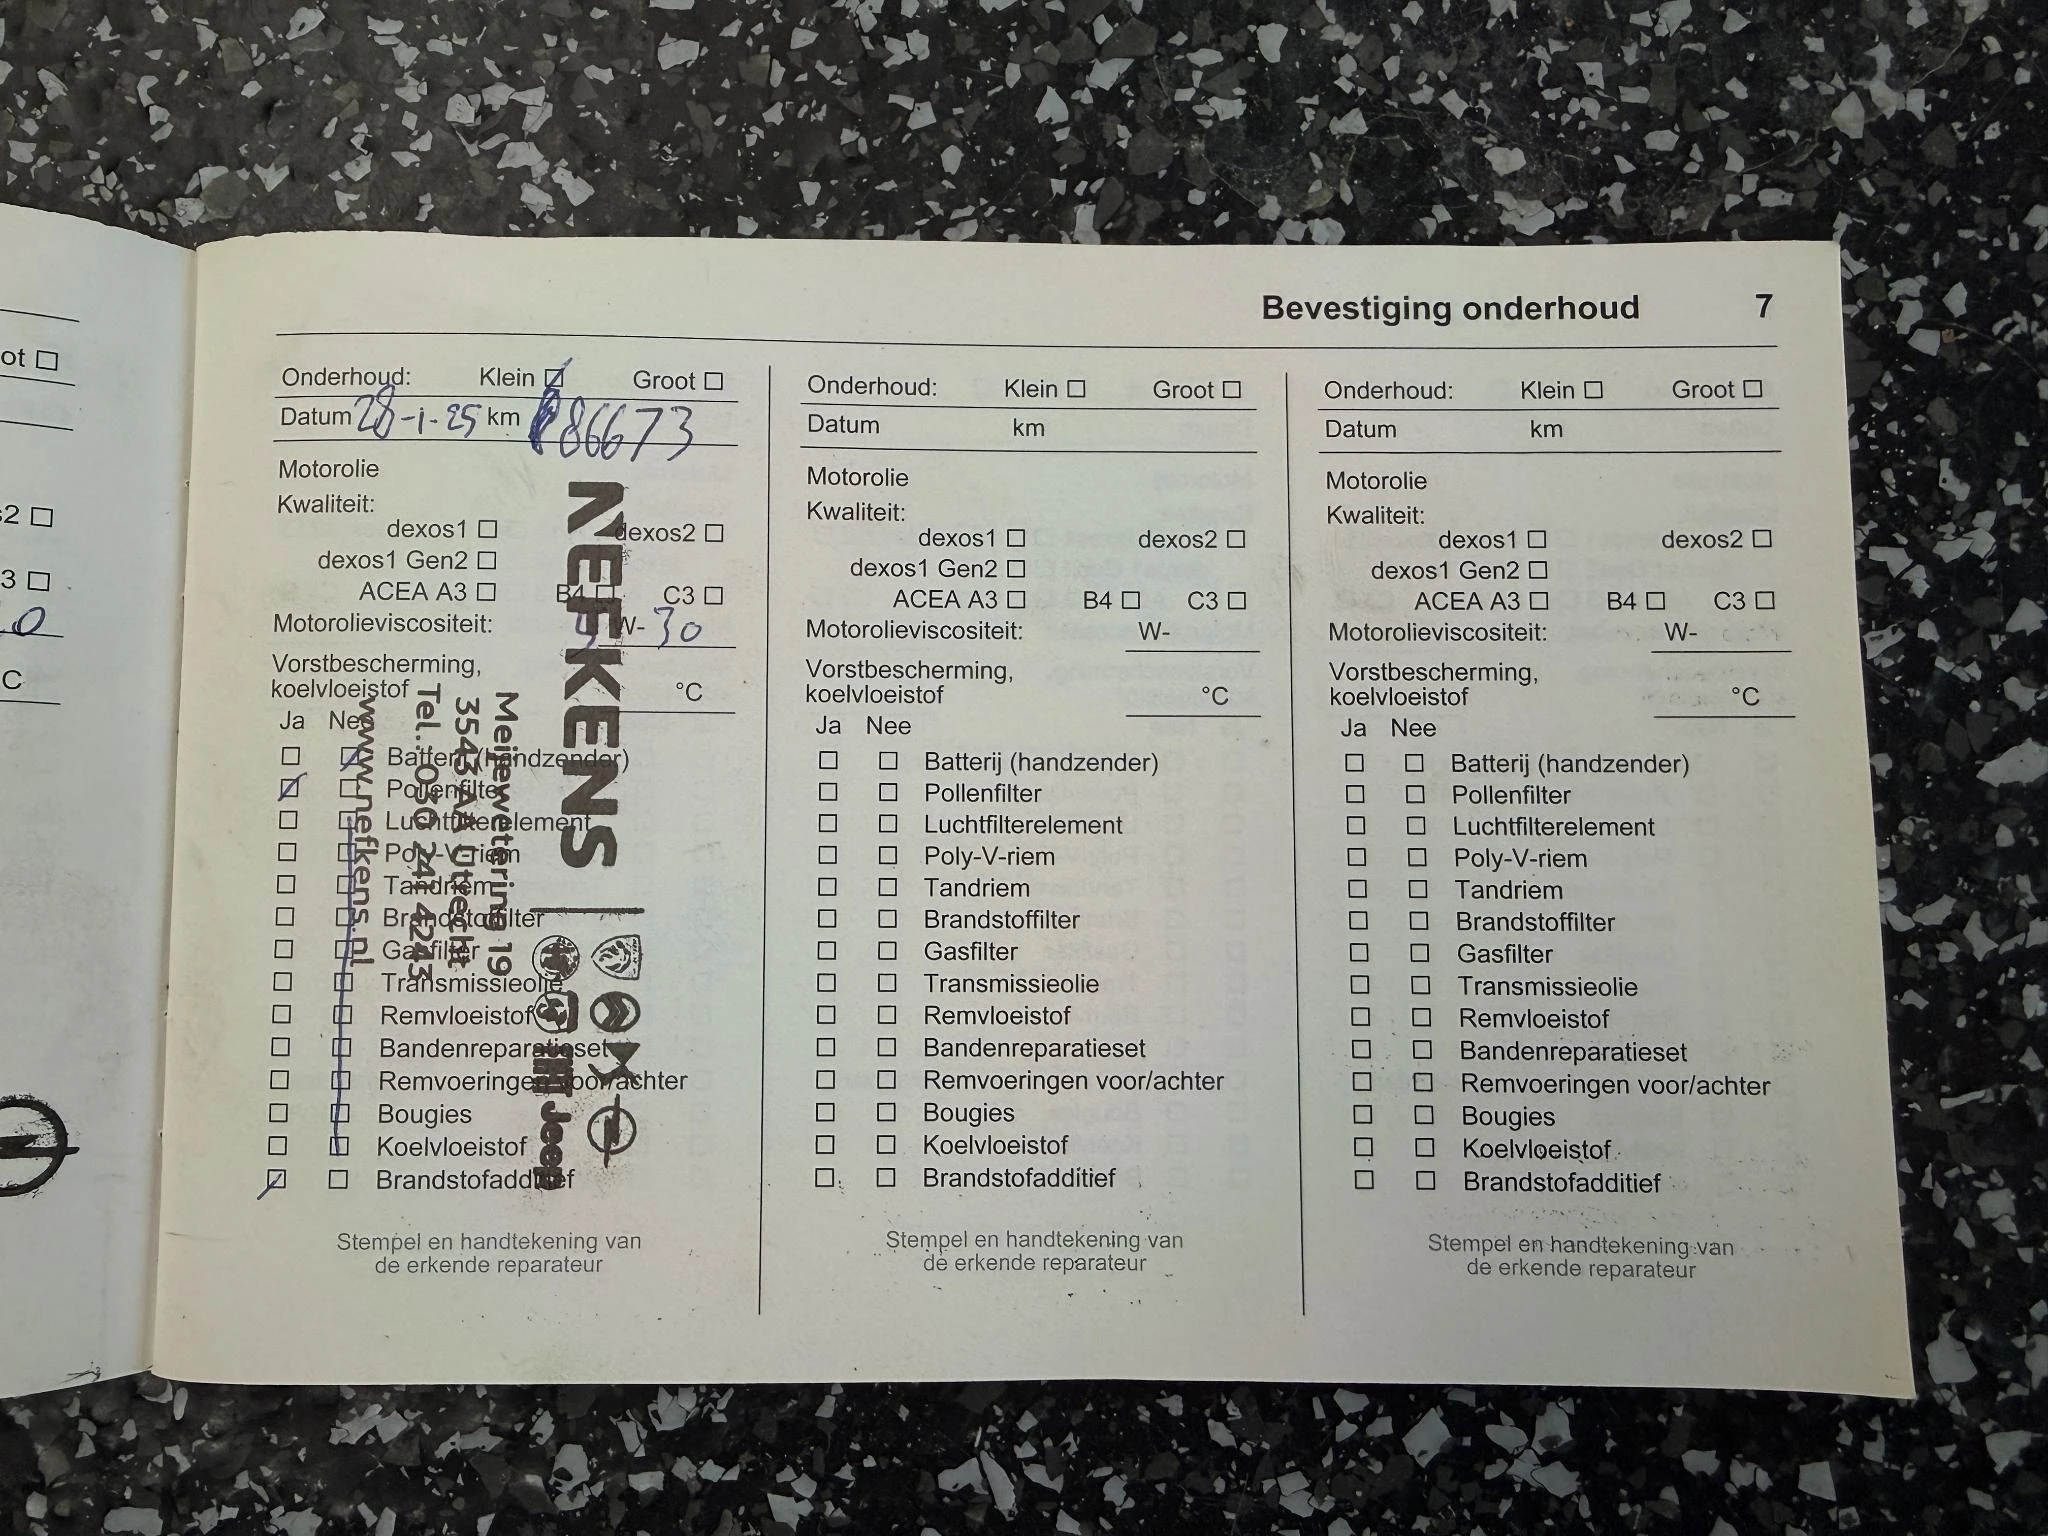 ot ☐
s2 ☐
3 ☐
0
C
Bevestiging onderhoud 7
Onderhoud: Klein ☑ Groot ☐
Datum 28-1-25 km 86673
Motorolie
Kwaliteit:
dexos1 ☐ dexos2 ☐
dexos1 Gen2 ☐
ACEA A3 ☐ B4 ☐ C3 ☐
Motorolieviscositeit: 5 W- 30
Vorstbescherming,
koelvloeistof °C
Ja Nee
Batterij (handzender)
Pollenfilter
Luchtfilterelement
Poly-V-riem
Tandriem
Brandstoffilter
Gasfilter
Transmissieolie
Remvloeistof
Bandenreparatieset
Remvoeringen voor/achter
Bougies
Koelvloeistof
Brandstofadditief
Stempel en handtekening van
de erkende reparateur
NEFKENS
Meijewetering 19
3543 AA Utrecht
Tel.: 030 241 4243
www.nefkens.nl
Jeep
Onderhoud: Klein ☐ Groot ☐
Datum km
Motorolie
Kwaliteit:
dexos1 ☐ dexos2 ☐
dexos1 Gen2 ☐
ACEA A3 ☐ B4 ☐ C3 ☐
Motorolieviscositeit: W-
Vorstbescherming,
koelvloeistof °C
Ja Nee
☐ ☐ Batterij (handzender)
☐ ☐ Pollenfilter
☐ ☐ Luchtfilterelement
☐ ☐ Poly-V-riem
☐ ☐ Tandriem
☐ ☐ Brandstoffilter
☐ ☐ Gasfilter
☐ ☐ Transmissieolie
☐ ☐ Remvloeistof
☐ ☐ Bandenreparatieset
☐ ☐ Remvoeringen voor/achter
☐ ☐ Bougies
☐ ☐ Koelvloeistof
☐ ☐ Brandstofadditief
Stempel en handtekening van
de erkende reparateur
Onderhoud: Klein ☐ Groot ☐
Datum km
Motorolie
Kwaliteit:
dexos1 ☐ dexos2 ☐
dexos1 Gen2 ☐
ACEA A3 ☐ B4 ☐ C3 ☐
Motorolieviscositeit: W-
Vorstbescherming,
koelvloeistof °C
Ja Nee
☐ ☐ Batterij (handzender)
☐ ☐ Pollenfilter
☐ ☐ Luchtfilterelement
☐ ☐ Poly-V-riem
☐ ☐ Tandriem
☐ ☐ Brandstoffilter
☐ ☐ Gasfilter
☐ ☐ Transmissieolie
☐ ☐ Remvloeistof
☐ ☐ Bandenreparatieset
☐ ☐ Remvoeringen voor/achter
☐ ☐ Bougies
☐ ☐ Koelvloeistof
☐ ☐ Brandstofadditief
Stempel en handtekening van
de erkende reparateur